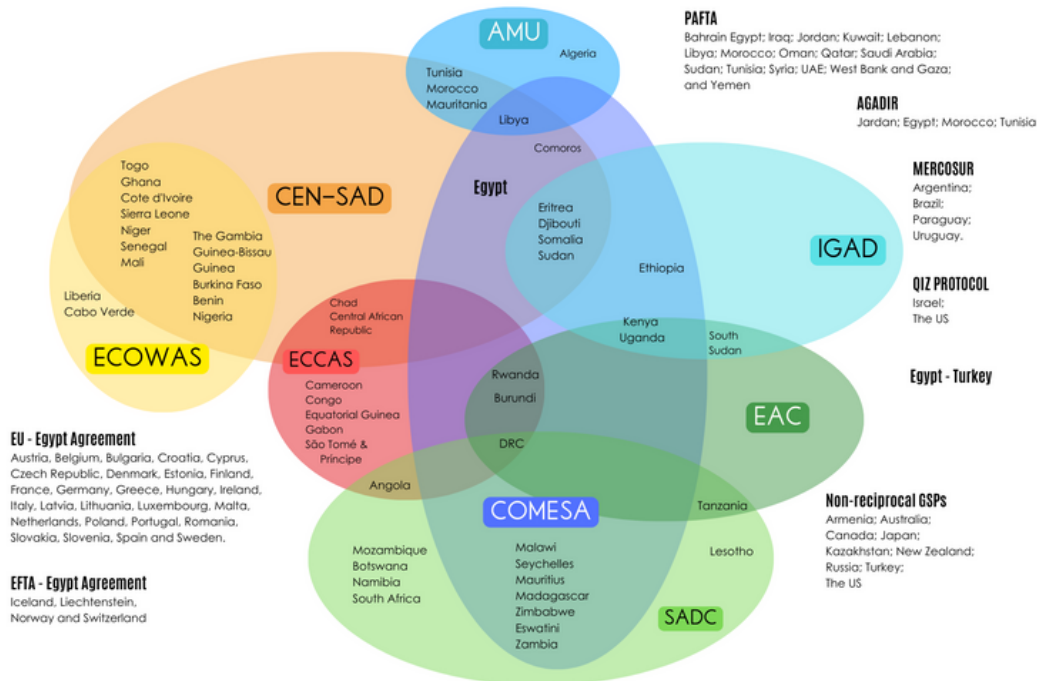 AMU
Algeria
Tunisia
Morocco
Mauritania
Libya
Comoros
PAFTA
Bahrain Egypt; Iraq; Jordan; Kuwait; Lebanon;
Libya; Morocco; Oman; Qatar; Saudi Arabia;
Sudan; Tunisia; Syria; UAE; West Bank and Gaza;
and Yemen
AGADIR
Jardan; Egypt; Morocco; Tunisia
MERCOSUR
Argentina;
Brazil;
Paraguay;
Uruguay.
QIZ PROTOCOL
Israel;
The US
Egypt - Turkey
CEN-SAD
Togo
Ghana
Cote d'Ivoire
Sierra Leone
Niger
Senegal
Mali
The Gambia
Guinea-Bissau
Guinea
Burkina Faso
Benin
Nigeria
Liberia
Cabo Verde
ECOWAS
Egypt
Eritrea
Djibouti
Somalia
Sudan
IGAD
Ethiopia
Kenya
Uganda
South
Sudan
Chad
Central African
Republic
ECCAS
Cameroon
Congo
Equatorial Guinea
Gabon
São Tomé &
Principe
Rwanda
Burundi
DRC
EAC
Angola
Tanzania
COMESA
Mozambique
Botswana
Namibia
South Africa
Malawi
Seychelles
Mauritius
Madagascar
Zimbabwe
Eswatini
Zambia
Lesotho
SADC
EU - Egypt Agreement
Austria, Belgium, Bulgaria, Croatia, Cyprus,
Czech Republic, Denmark, Estonia, Finland,
France, Germany, Greece, Hungary, Ireland,
Italy, Latvia, Lithuania, Luxembourg, Malta,
Netherlands, Poland, Portugal, Romania,
Slovakia, Slovenia, Spain and Sweden.
EFTA - Egypt Agreement
Iceland, Liechtenstein,
Norway and Switzerland
Non-reciprocal GSPs
Armenia; Australia;
Canada; Japan;
Kazakhstan; New Zealand;
Russia; Turkey;
The US